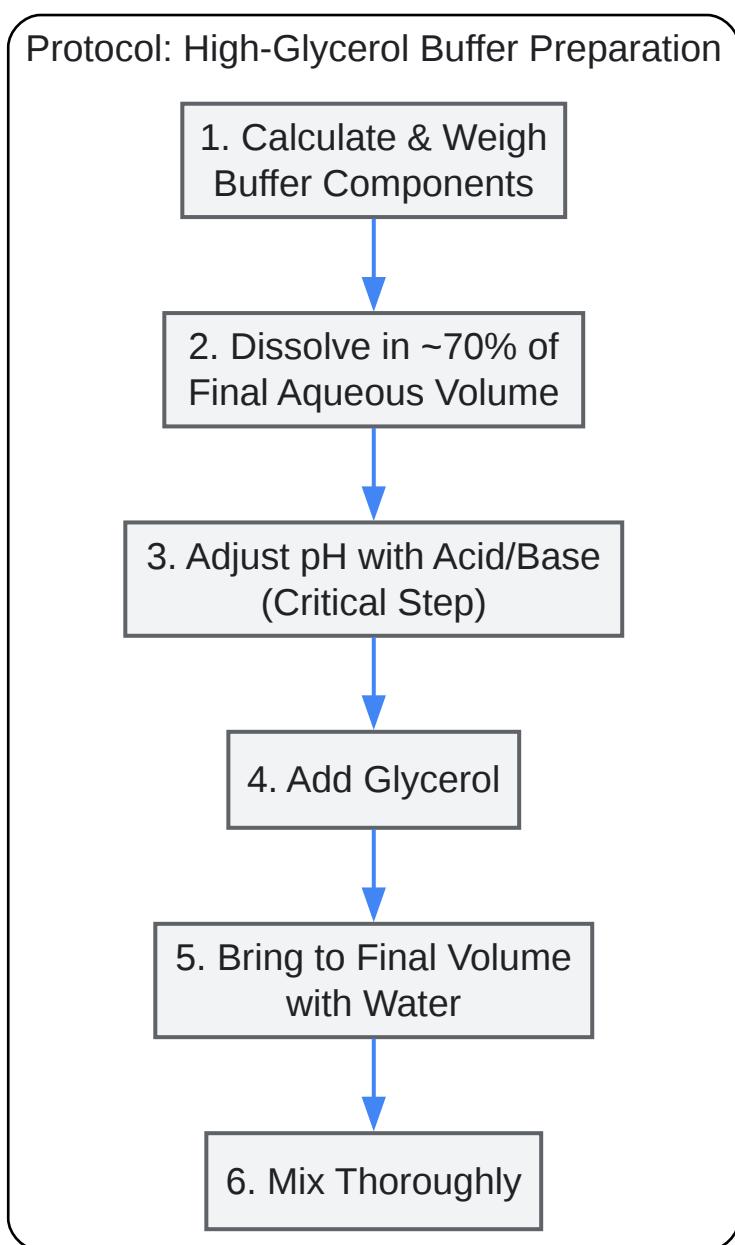 Protocol: High-Glycerol Buffer Preparation
1. Calculate & Weigh
Buffer Components
2. Dissolve in ~70% of
Final Aqueous Volume
3. Adjust pH with Acid/Base
(Critical Step)
4. Add Glycerol
5. Bring to Final Volume
with Water
6. Mix Thoroughly